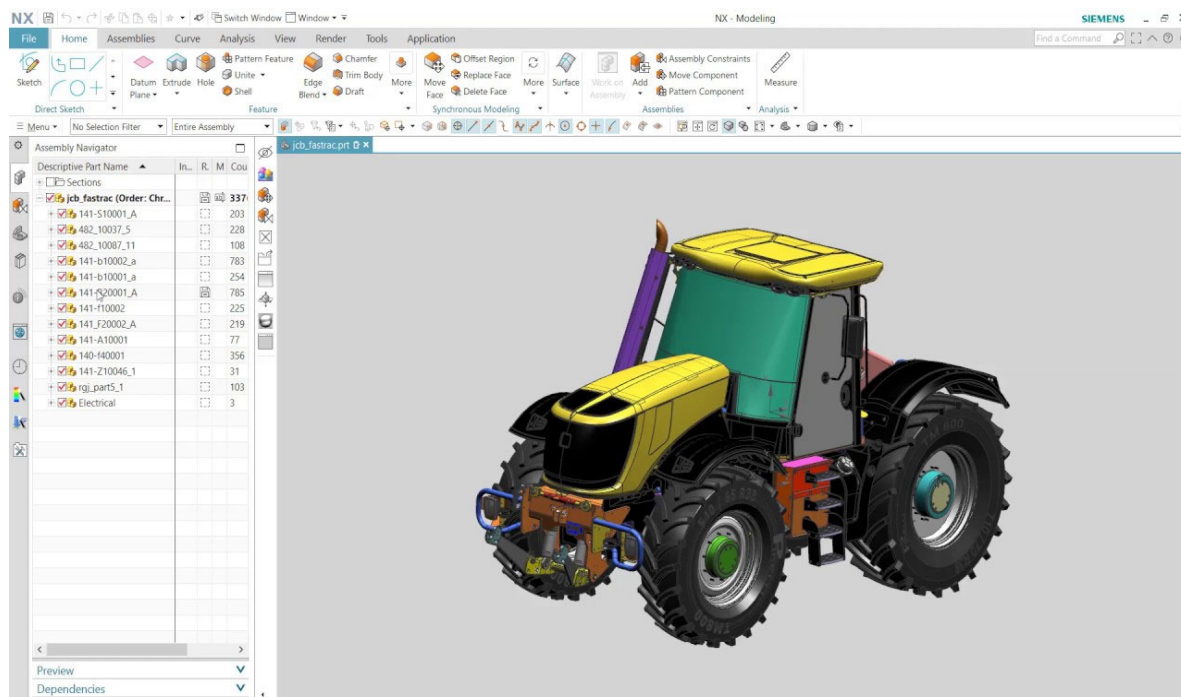 NX
Switch Window Window
NX - Modeling
SIEMENS
File Home Assemblies Curve Analysis View Render Tools Application
Find a Command
Sketch
Datum Plane
Extrude
Hole
Pattern Feature
Unite
Shell
Edge Blend
Chamfer
Trim Body
Draft
More
Move Face
Offset Region
Replace Face
Delete Face
More
Surface
Work on Assembly
Add
Assembly Constraints
Move Component
Pattern Component
Measure
Direct Sketch Feature Synchronous Modeling Assemblies Analysis
Menu No Selection Filter Entire Assembly
Assembly Navigator
jcb_fastrac.prt
Descriptive Part Name In... R. M Cou
Sections
jcb_fastrac (Order: Chr... 337
141-S10001_A 203
482_10037_5 228
482_10087_11 108
141-b10002_a 783
141-b10001_a 254
20001_A 785
141-f10002 225
141_F20002_A 219
141-A10001 77
140-f40001 356
141-Z10046_1 31
rgj_part5_1 103
Electrical 3
TM800
Preview
Dependencies